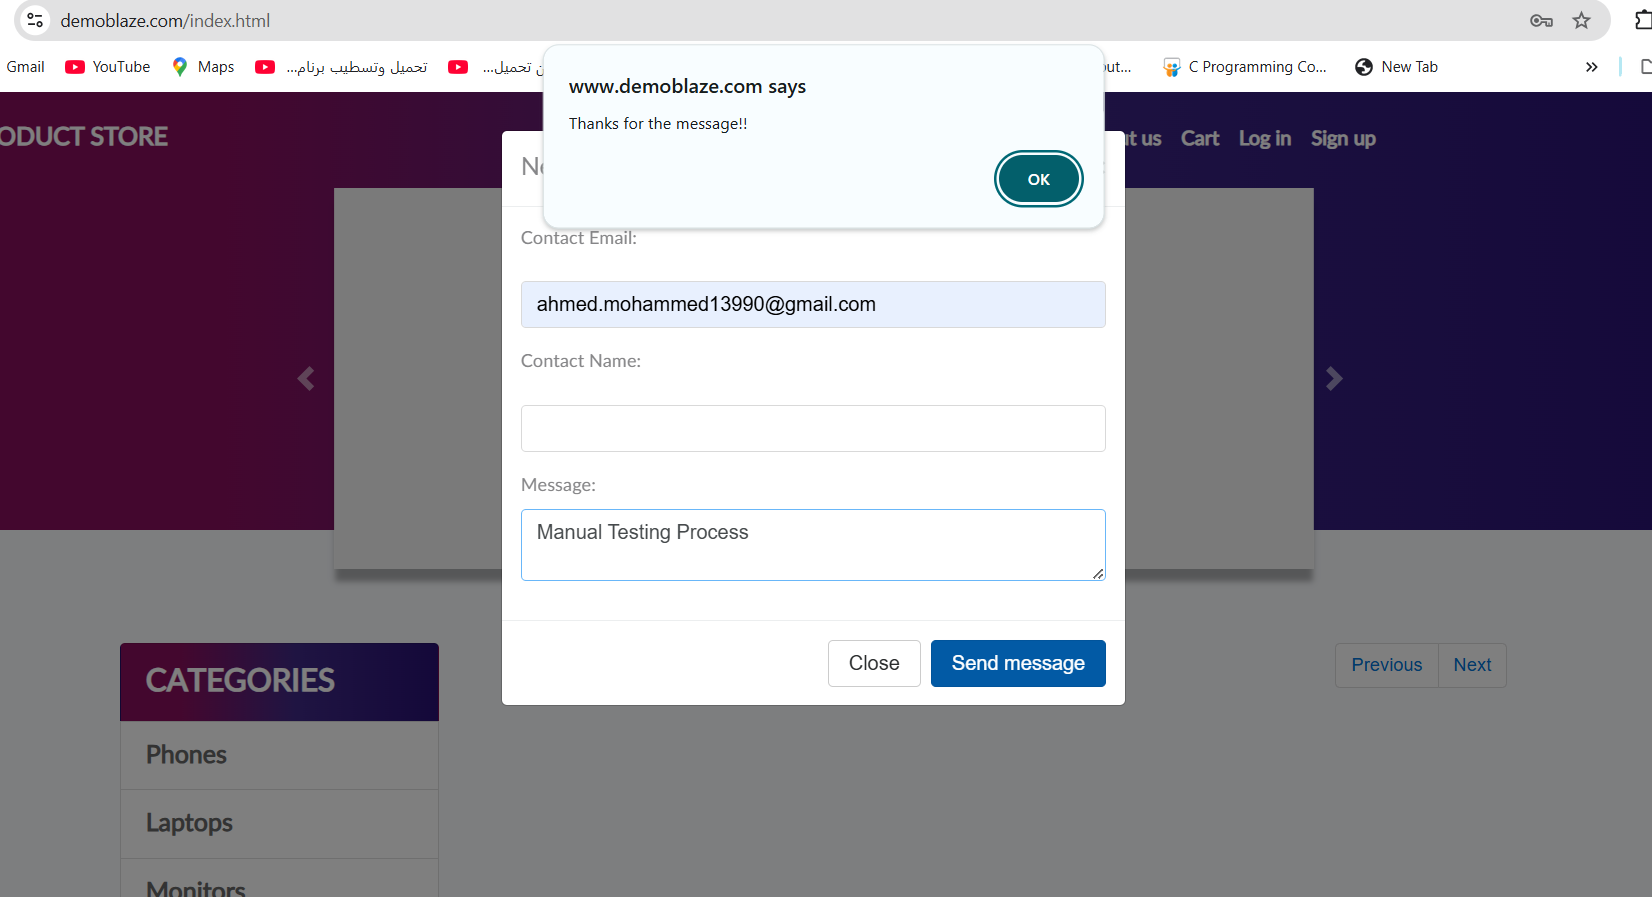 demoblaze.com/index.html
Gmail YouTube Maps تحميل وتسطيب برنام... ...ن تحميل out... C Programming Co... New Tab »
www.demoblaze.com says
Thanks for the message!!
OK
ODUCT STORE
ut us Cart Log in Sign up
Ne
Contact Email:
ahmed.mohammed13990@gmail.com
Contact Name:
Message:
Manual Testing Process
Close Send message
CATEGORIES
Previous Next
Phones
Laptops
Monitors